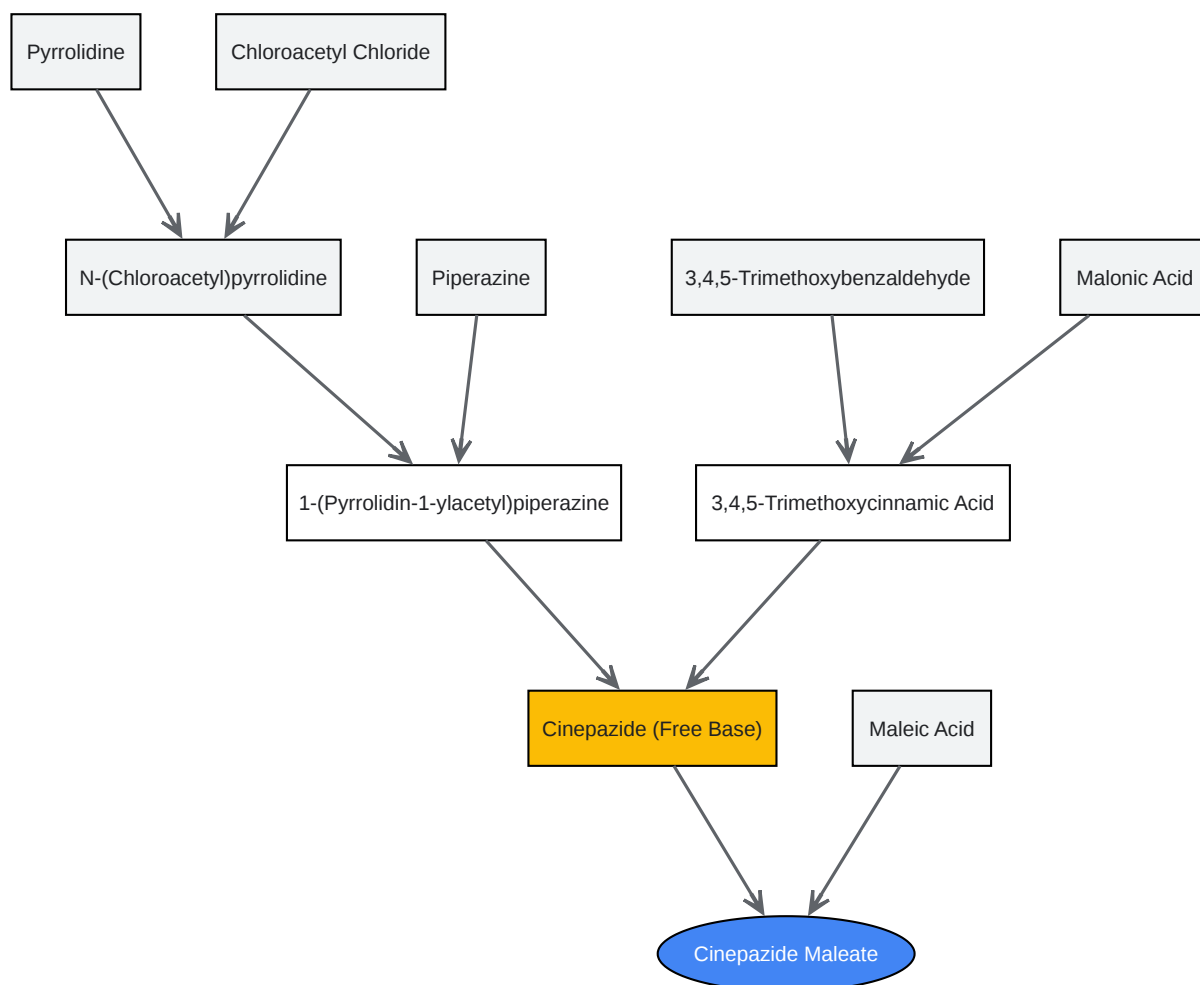 Pyrrolidine
Chloroacetyl Chloride
N-(Chloroacetyl)pyrrolidine
Piperazine
3,4,5-Trimethoxybenzaldehyde
Malonic Acid
1-(Pyrrolidin-1-ylacetyl)piperazine
3,4,5-Trimethoxycinnamic Acid
Cinepazide (Free Base)
Maleic Acid
Cinepazide Maleate